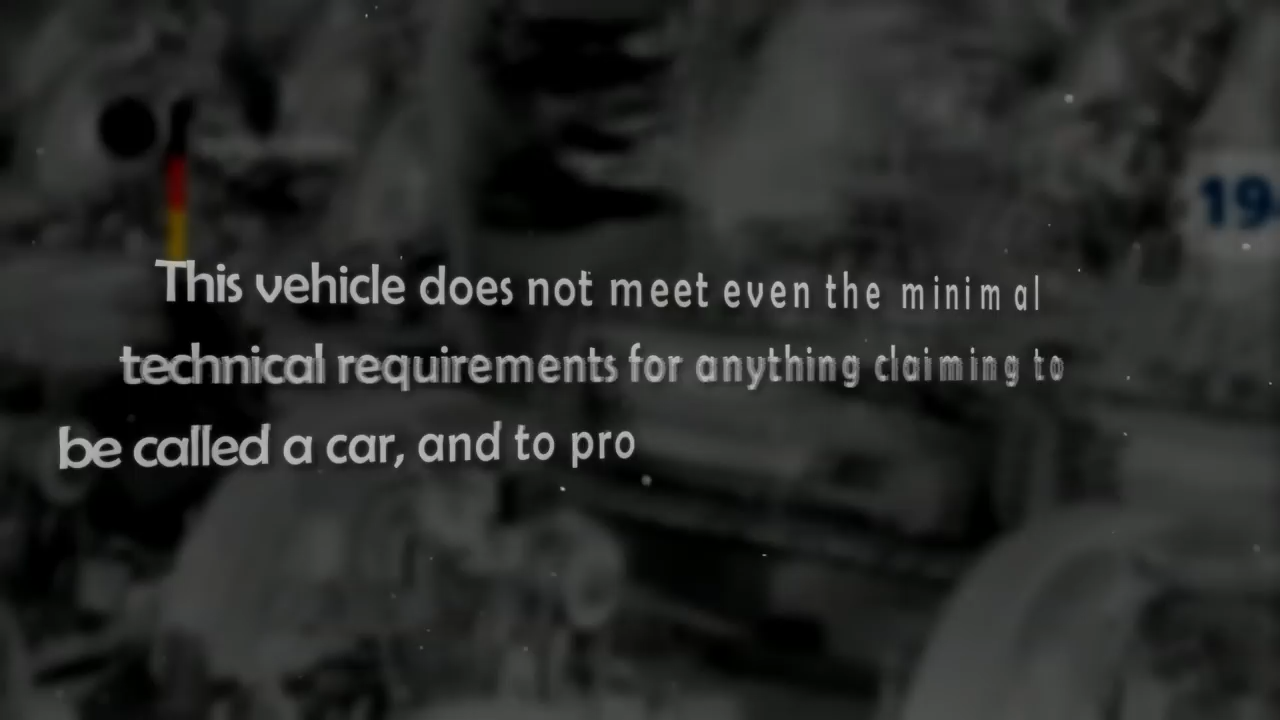 19
This vehicle does not meet even the minimal
technical requirements for anything claiming to
be called a car, and to pro